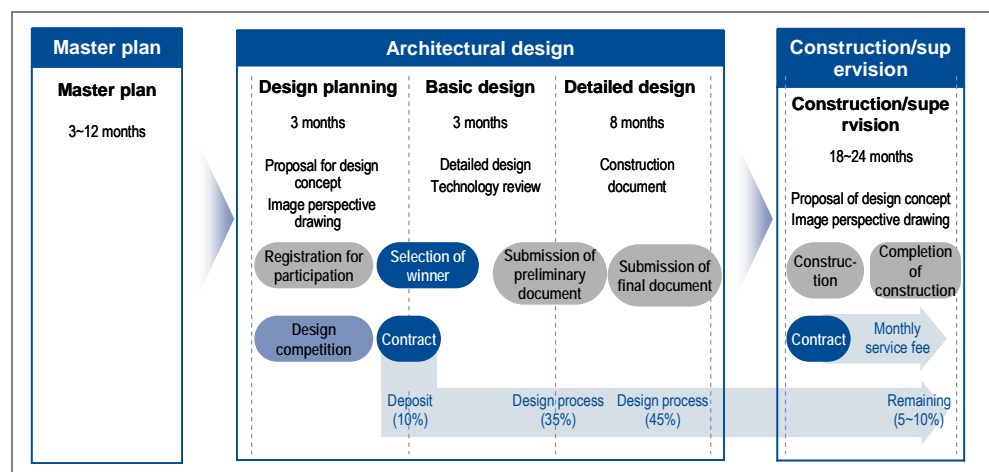 Master plan
Master plan
3~12 months
Architectural design
Design planning
3 months
Proposal for design
concept
Image perspective
drawing
Basic design
3 months
Detailed design
Technology review
Detailed design
8 months
Construction
document
Registration for
participation
Selection of
winner
Submission of
preliminary
document
Submission of
final document
Design
competition
Contract
Deposit
(10%)
Design process
(35%)
Design process
(45%)
Construction/sup
ervision
Construction/supe
rvision
18~24 months
Proposal of design concept
Image perspective drawing
Construc-
tion
Completion
of
construction
Contract
Monthly
service fee
Remaining
(5~10%)